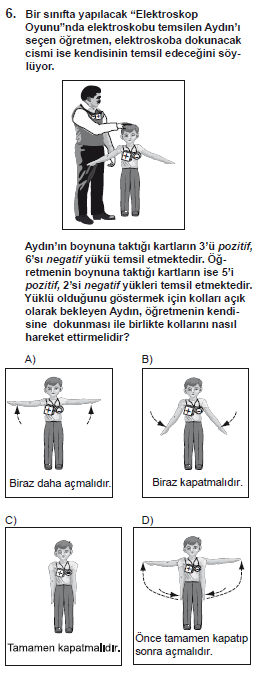 6. Bir sınıfta yapılacak “Elektroskop
Oyunu”nda elektroskobu temsilen Aydın’ı
seçen öğretmen, elektroskoba dokunacak
cismi ise kendisinin temsil edeceğini söy-
lüyor.
Aydın’ın boynuna taktığı kartların 3’ü pozitif,
6’sı negatif yükü temsil etmektedir. Öğ-
retmenin boynuna taktığı kartların ise 5’i
pozitif, 2’si negatif yükleri temsil etmektedir.
Yüklü olduğunu göstermek için kolları açık
olarak bekleyen Aydın, öğretmenin kendi-
sine dokunması ile birlikte kollarını nasıl
hareket ettirmelidir?
A)
Biraz daha açmalıdır.
B)
Biraz kapatmalıdır.
C)
Tamamen kapatmalıdır.
D)
Önce tamamen kapatıp
sonra açmalıdır.